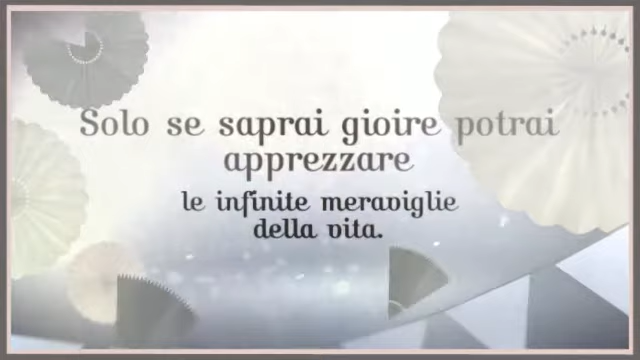 Solo se saprai gioire potrai
apprezzare
le infinite meraviglie
della vita.